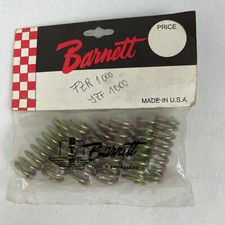 Barnett
PRICE
FZR 1000
YZF 1000
MADE IN U.S.A.
Barnett